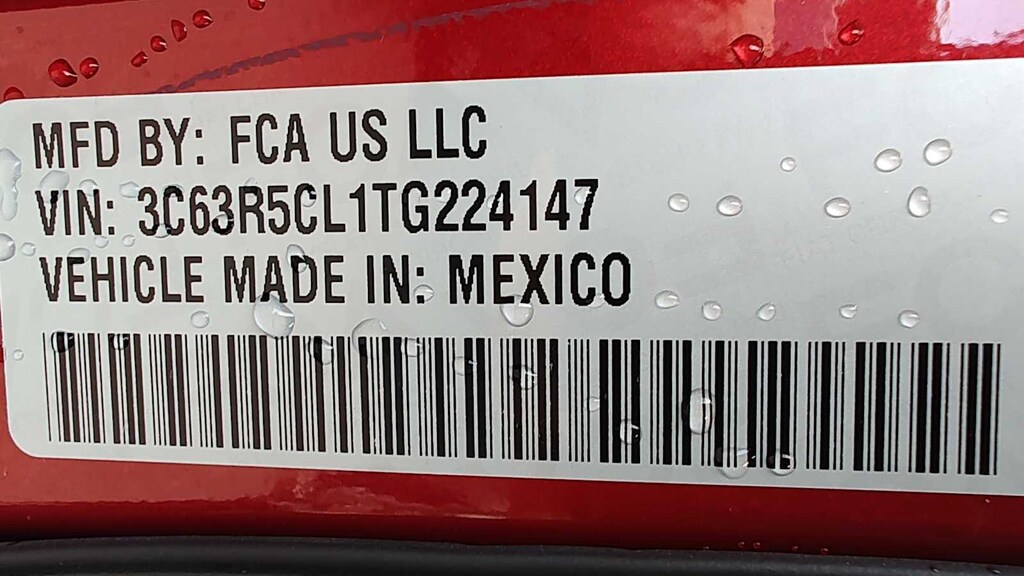 MFD BY: FCA US LLC
VIN: 3C63R5CL1TG224147
VEHICLE MADE IN: MEXICO